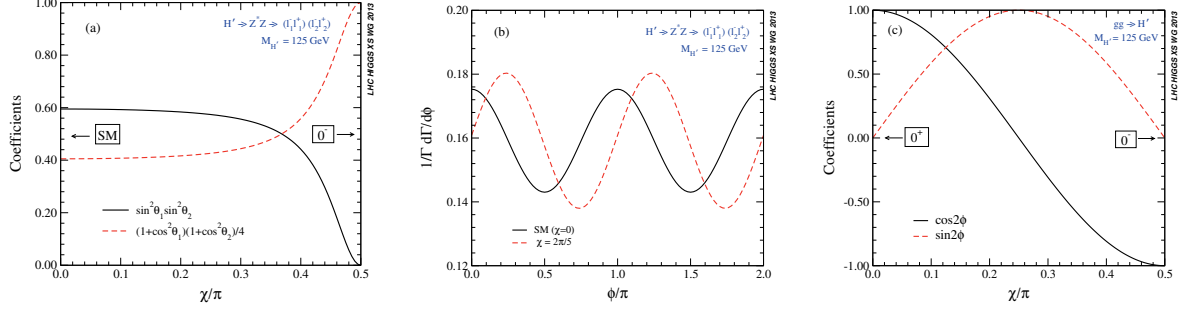 (a)
H′ → Z*Z → (l₁⁻l₁⁺) (l₂⁻l₂⁺)
M_H′ = 125 GeV
LHC HIGGS XS WG 2013
1.00
0.80
0.60
0.40
0.20
0.00
Coefficients
SM
0⁻
sin²θ₁sin²θ₂
(1+cos²θ₁)(1+cos²θ₂)/4
0.0 0.1 0.2 0.3 0.4 0.5
χ/π
(b)
H′ → Z*Z → (l₁⁻l₁⁺) (l₂⁻l₂⁺)
M_H′ = 125 GeV
LHC HIGGS XS WG 2013
0.20
0.18
0.16
0.14
0.12
1/Γ dΓ/dϕ
SM (χ=0)
χ = 2π/5
0.0 0.5 1.0 1.5 2.0
ϕ/π
(c)
gg → H′
M_H′ = 125 GeV
LHC HIGGS XS WG 2013
1.00
0.50
0.00
-0.50
-1.00
Coefficients
0⁺
0⁻
cos2ϕ
sin2ϕ
0.0 0.1 0.2 0.3 0.4 0.5
χ/π